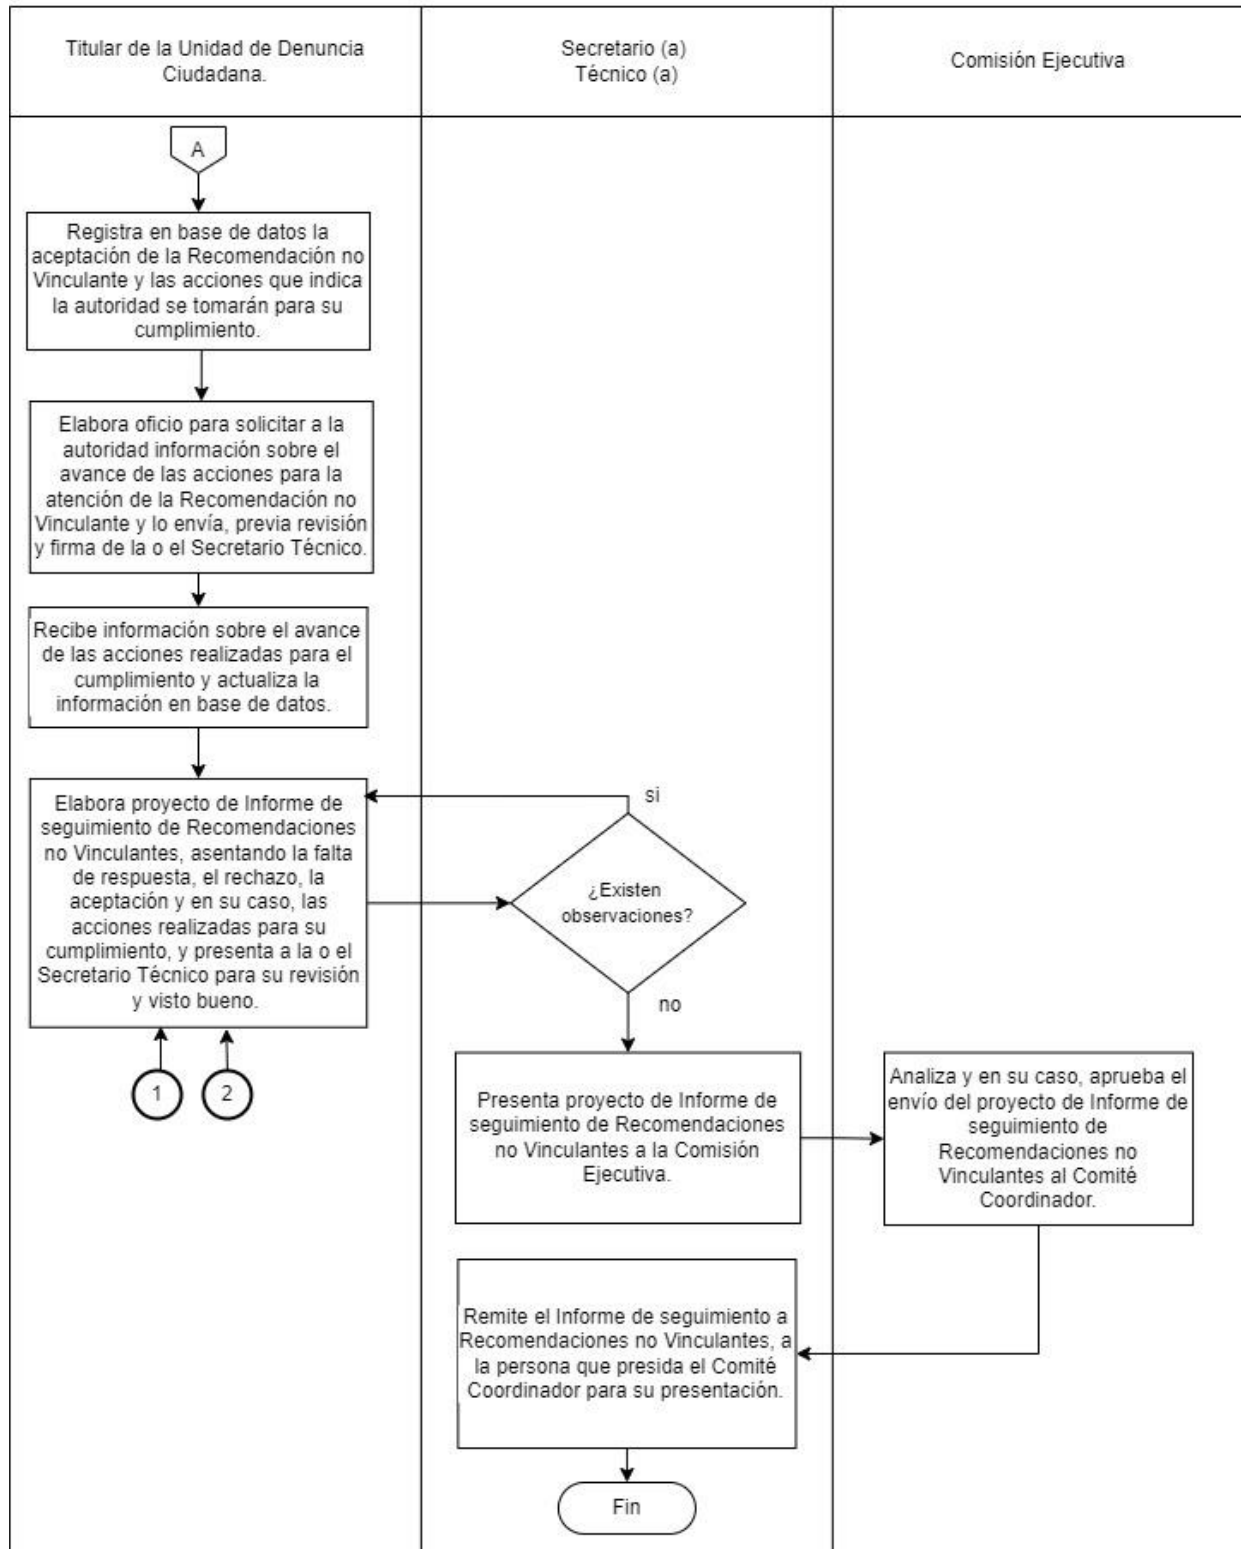 Titular de la Unidad de Denuncia
Ciudadana.
Secretario (a)
Técnico (a)
Comisión Ejecutiva
A
Registra en base de datos la
aceptación de la Recomendación no
Vinculante y las acciones que indica
la autoridad se tomarán para su
cumplimiento.
Elabora oficio para solicitar a la
autoridad información sobre el
avance de las acciones para la
atención de la Recomendación no
Vinculante y lo envía, previa revisión
y firma de la o el Secretario Técnico.
Recibe información sobre el avance
de las acciones realizadas para el
cumplimiento y actualiza la
información en base de datos.
Elabora proyecto de Informe de
seguimiento de Recomendaciones
no Vinculantes, asentando la falta
de respuesta, el rechazo, la
aceptación y en su caso, las
acciones realizadas para su
cumplimiento, y presenta a la o el
Secretario Técnico para su revisión
y visto bueno.
1
2
si
¿Existen
observaciones?
no
Presenta proyecto de Informe de
seguimiento de Recomendaciones
no Vinculantes a la Comisión
Ejecutiva.
Analiza y en su caso, aprueba el
envío del proyecto de Informe de
seguimiento de
Recomendaciones no
Vinculantes al Comité
Coordinador.
Remite el Informe de seguimiento a
Recomendaciones no Vinculantes, a
la persona que presida el Comité
Coordinador para su presentación.
Fin